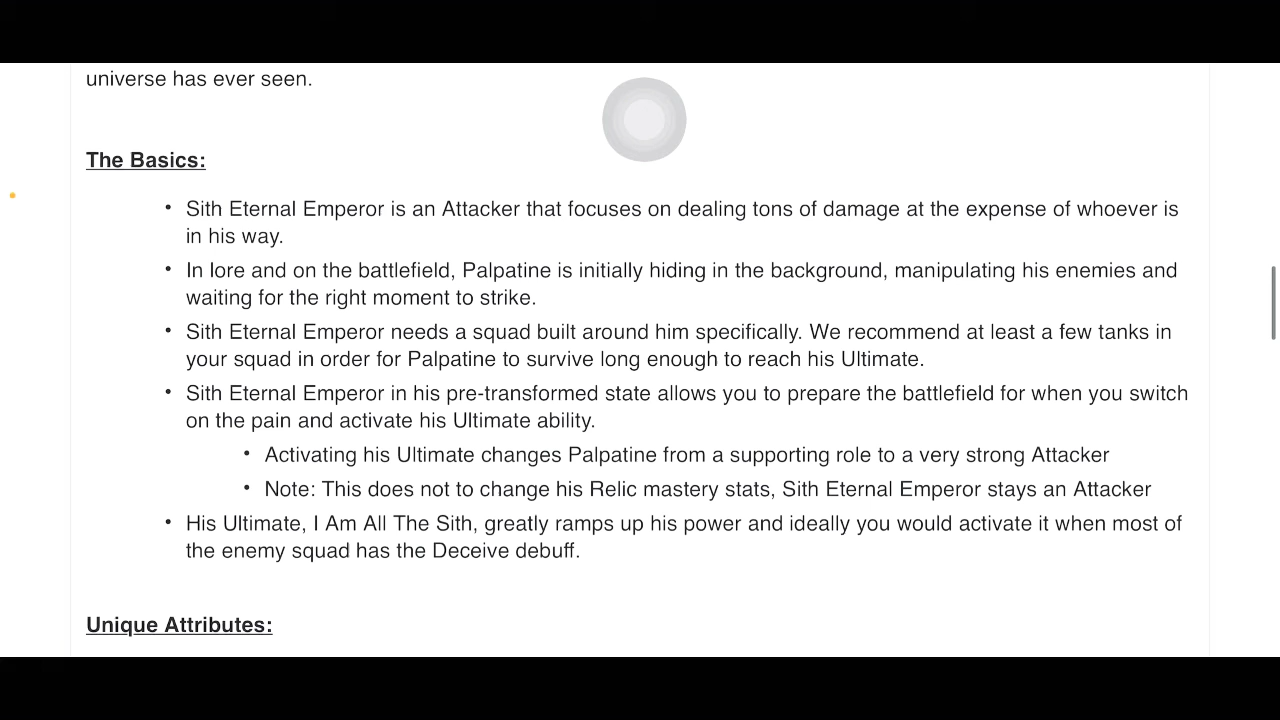 universe has ever seen.
The Basics:
• Sith Eternal Emperor is an Attacker that focuses on dealing tons of damage at the expense of whoever is
in his way.
• In lore and on the battlefield, Palpatine is initially hiding in the background, manipulating his enemies and
waiting for the right moment to strike.
• Sith Eternal Emperor needs a squad built around him specifically. We recommend at least a few tanks in
your squad in order for Palpatine to survive long enough to reach his Ultimate.
• Sith Eternal Emperor in his pre-transformed state allows you to prepare the battlefield for when you switch
on the pain and activate his Ultimate ability.
• Activating his Ultimate changes Palpatine from a supporting role to a very strong Attacker
• Note: This does not to change his Relic mastery stats, Sith Eternal Emperor stays an Attacker
• His Ultimate, I Am All The Sith, greatly ramps up his power and ideally you would activate it when most of
the enemy squad has the Deceive debuff.
Unique Attributes: